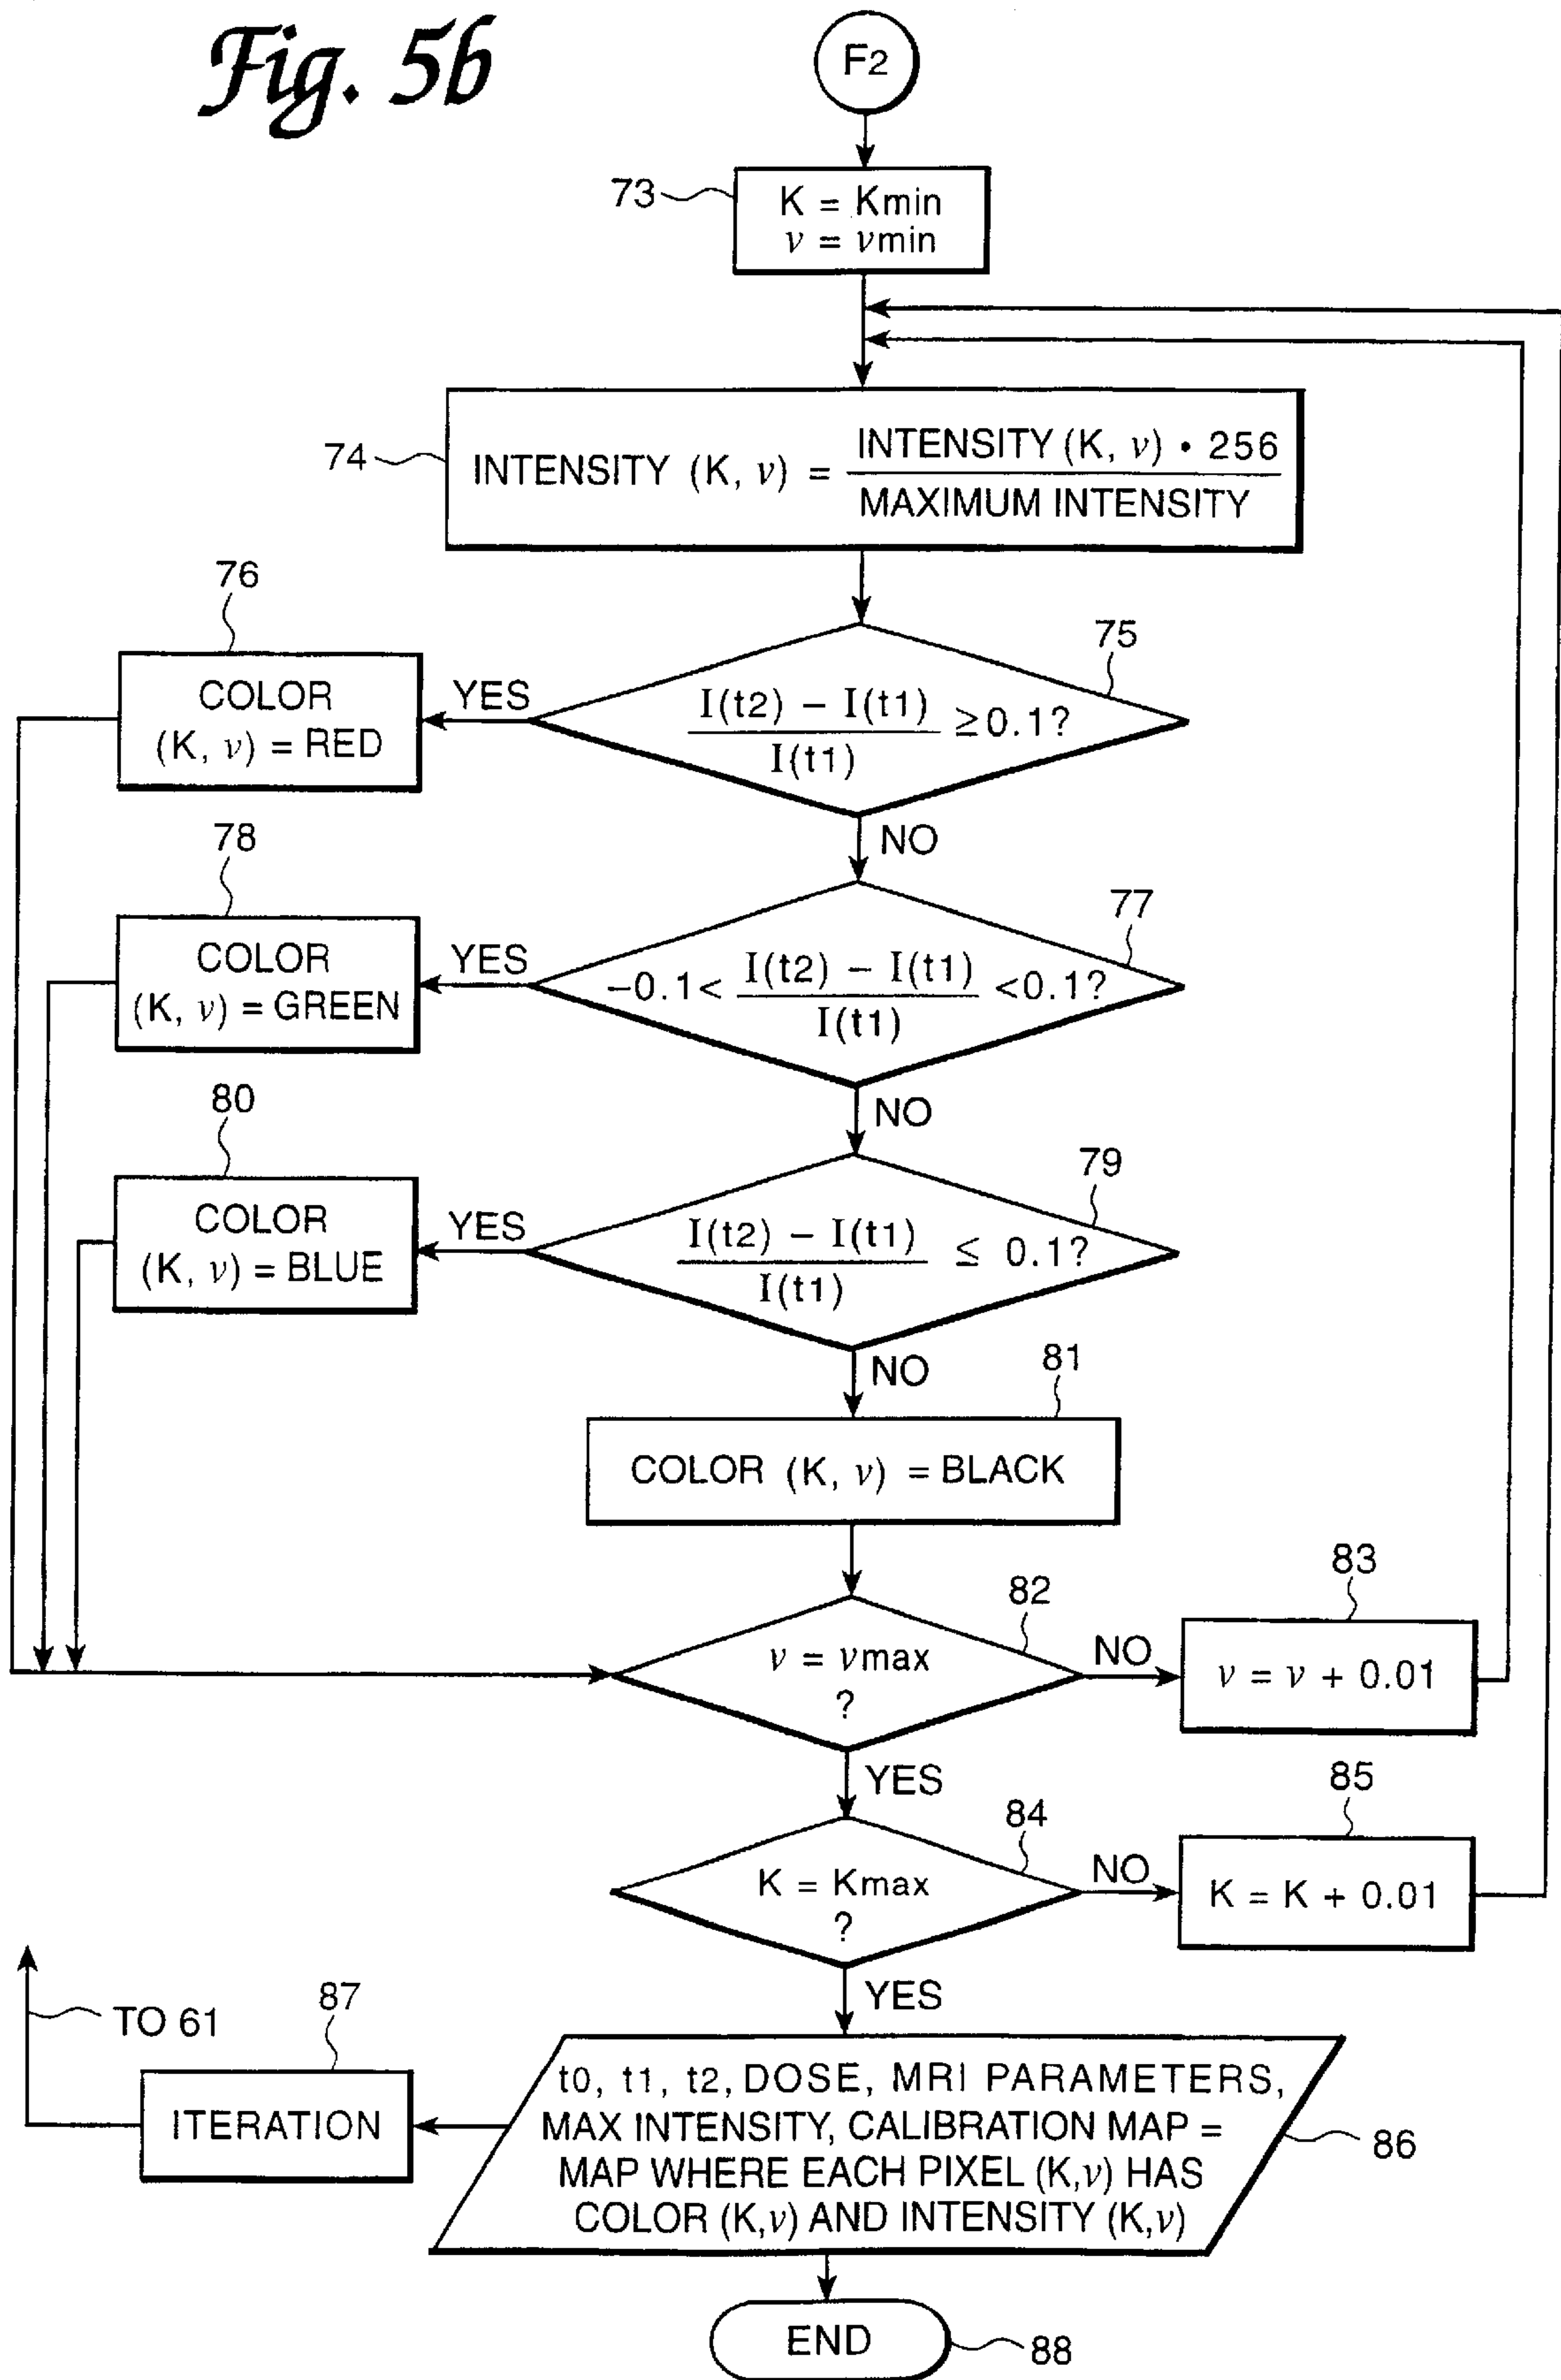 Fig. 5b
F2
73
K = Kmin
ν = νmin
74
INTENSITY (K, ν) = INTENSITY (K, ν) • 256
MAXIMUM INTENSITY
76
75
COLOR
(K, ν) = RED
YES
I(t2) – I(t1)
I(t1)
≥ 0.1?
NO
78
77
COLOR
(K, ν) = GREEN
YES
–0.1 < I(t2) – I(t1) < 0.1?
I(t1)
NO
80
79
COLOR
(K, ν) = BLUE
YES
I(t2) – I(t1)
I(t1)
≤ 0.1?
NO
81
COLOR (K, ν) = BLACK
82
83
ν = νmax
?
NO
ν = ν + 0.01
YES
84
85
K = Kmax
?
NO
K = K + 0.01
YES
TO 61
87
ITERATION
t0, t1, t2, DOSE, MRI PARAMETERS,
MAX INTENSITY, CALIBRATION MAP =
MAP WHERE EACH PIXEL (K,ν) HAS
COLOR (K,ν) AND INTENSITY (K,ν)
86
END
88